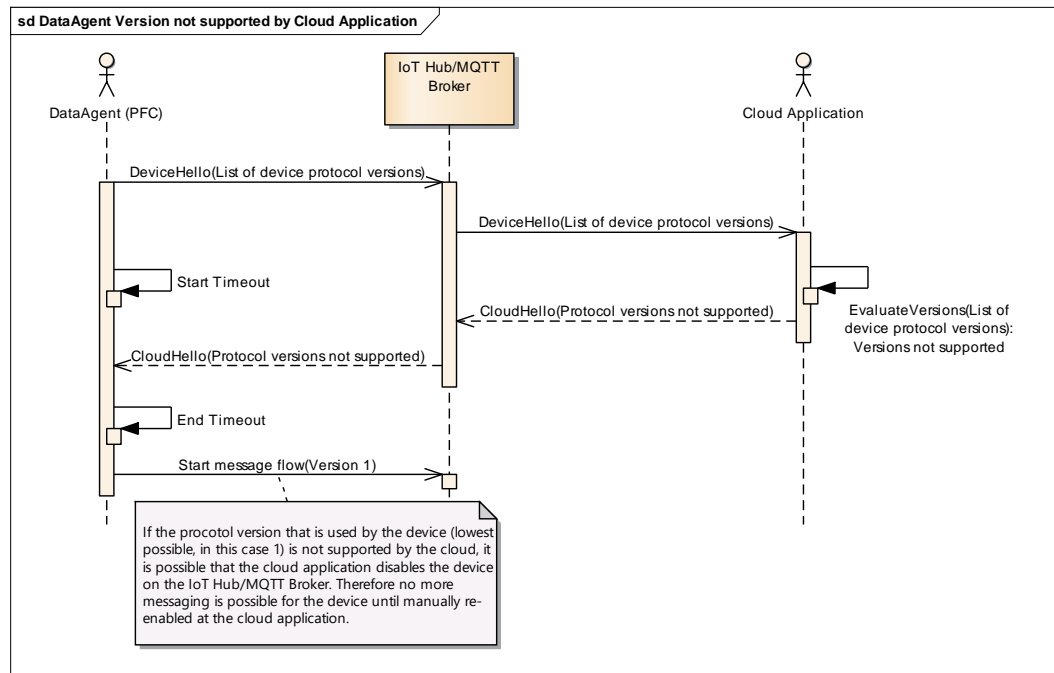 sd DataAgent Version not supported by Cloud Application
IoT Hub/MQTT
Broker
DataAgent (PFC)
Cloud Application
DeviceHello(List of device protocol versions)
DeviceHello(List of device protocol versions)
Start Timeout
EvaluateVersions(List of
device protocol versions):
Versions not supported
CloudHello(Protocol versions not supported)
CloudHello(Protocol versions not supported)
End Timeout
Start message flow(Version 1)
If the procotol version that is used by the device (lowest
possible, in this case 1) is not supported by the cloud, it
is possible that the cloud application disables the device
on the IoT Hub/MQTT Broker. Therefore no more
messaging is possible for the device until manually re-
enabled at the cloud application.